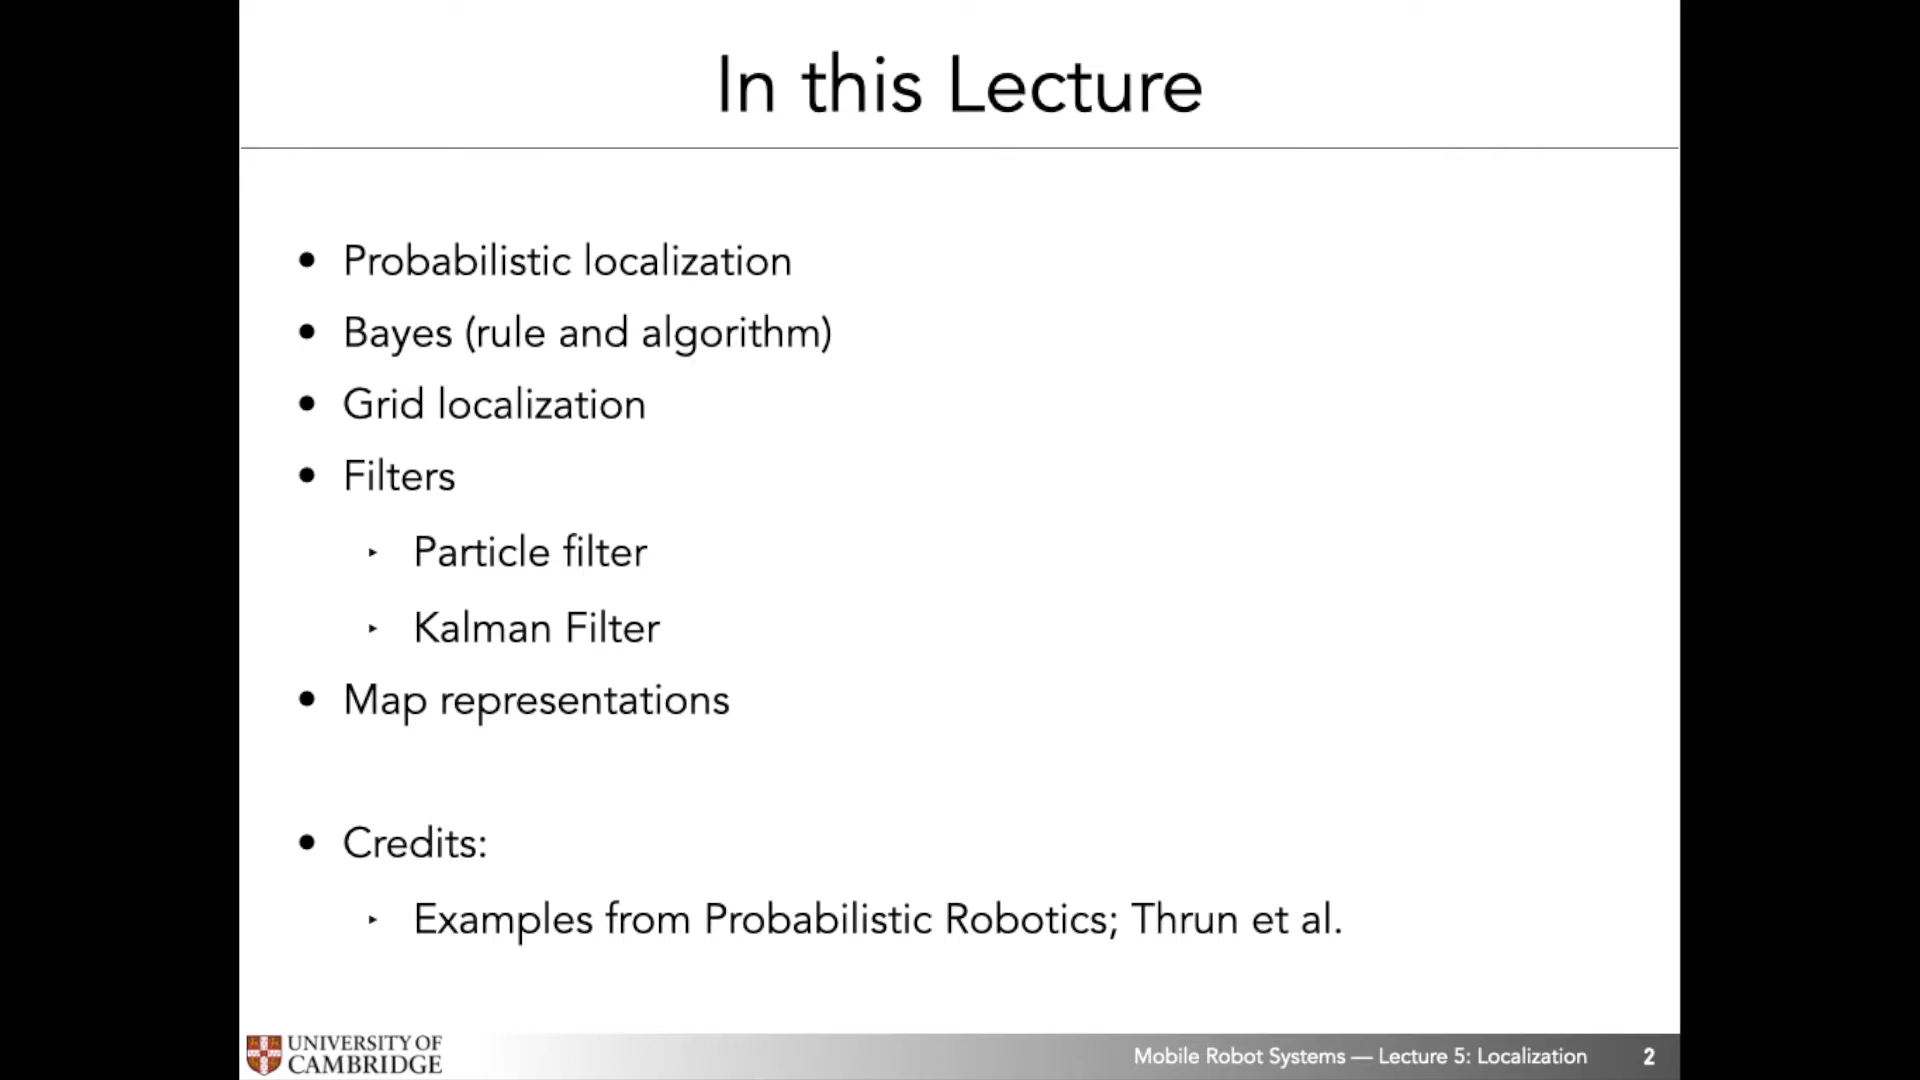 In this Lecture
• Probabilistic localization
• Bayes (rule and algorithm)
• Grid localization
• Filters
‣ Particle filter
‣ Kalman Filter
• Map representations
• Credits:
‣ Examples from Probabilistic Robotics; Thrun et al.
UNIVERSITY OF
CAMBRIDGE
Mobile Robot Systems — Lecture 5: Localization 2